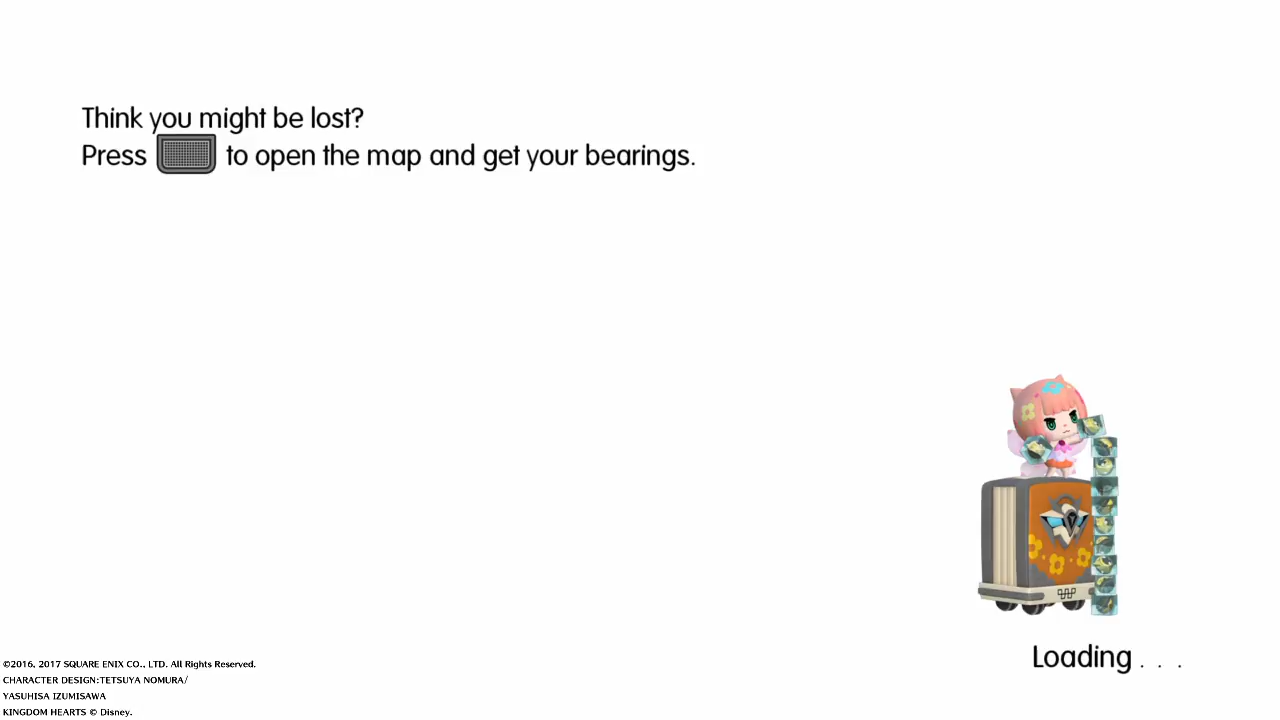 Think you might be lost?
Press to open the map and get your bearings.
Loading . . .
©2016, 2017 SQUARE ENIX CO., LTD. All Rights Reserved.
CHARACTER DESIGN:TETSUYA NOMURA/
YASUHISA IZUMISAWA
KINGDOM HEARTS © Disney.